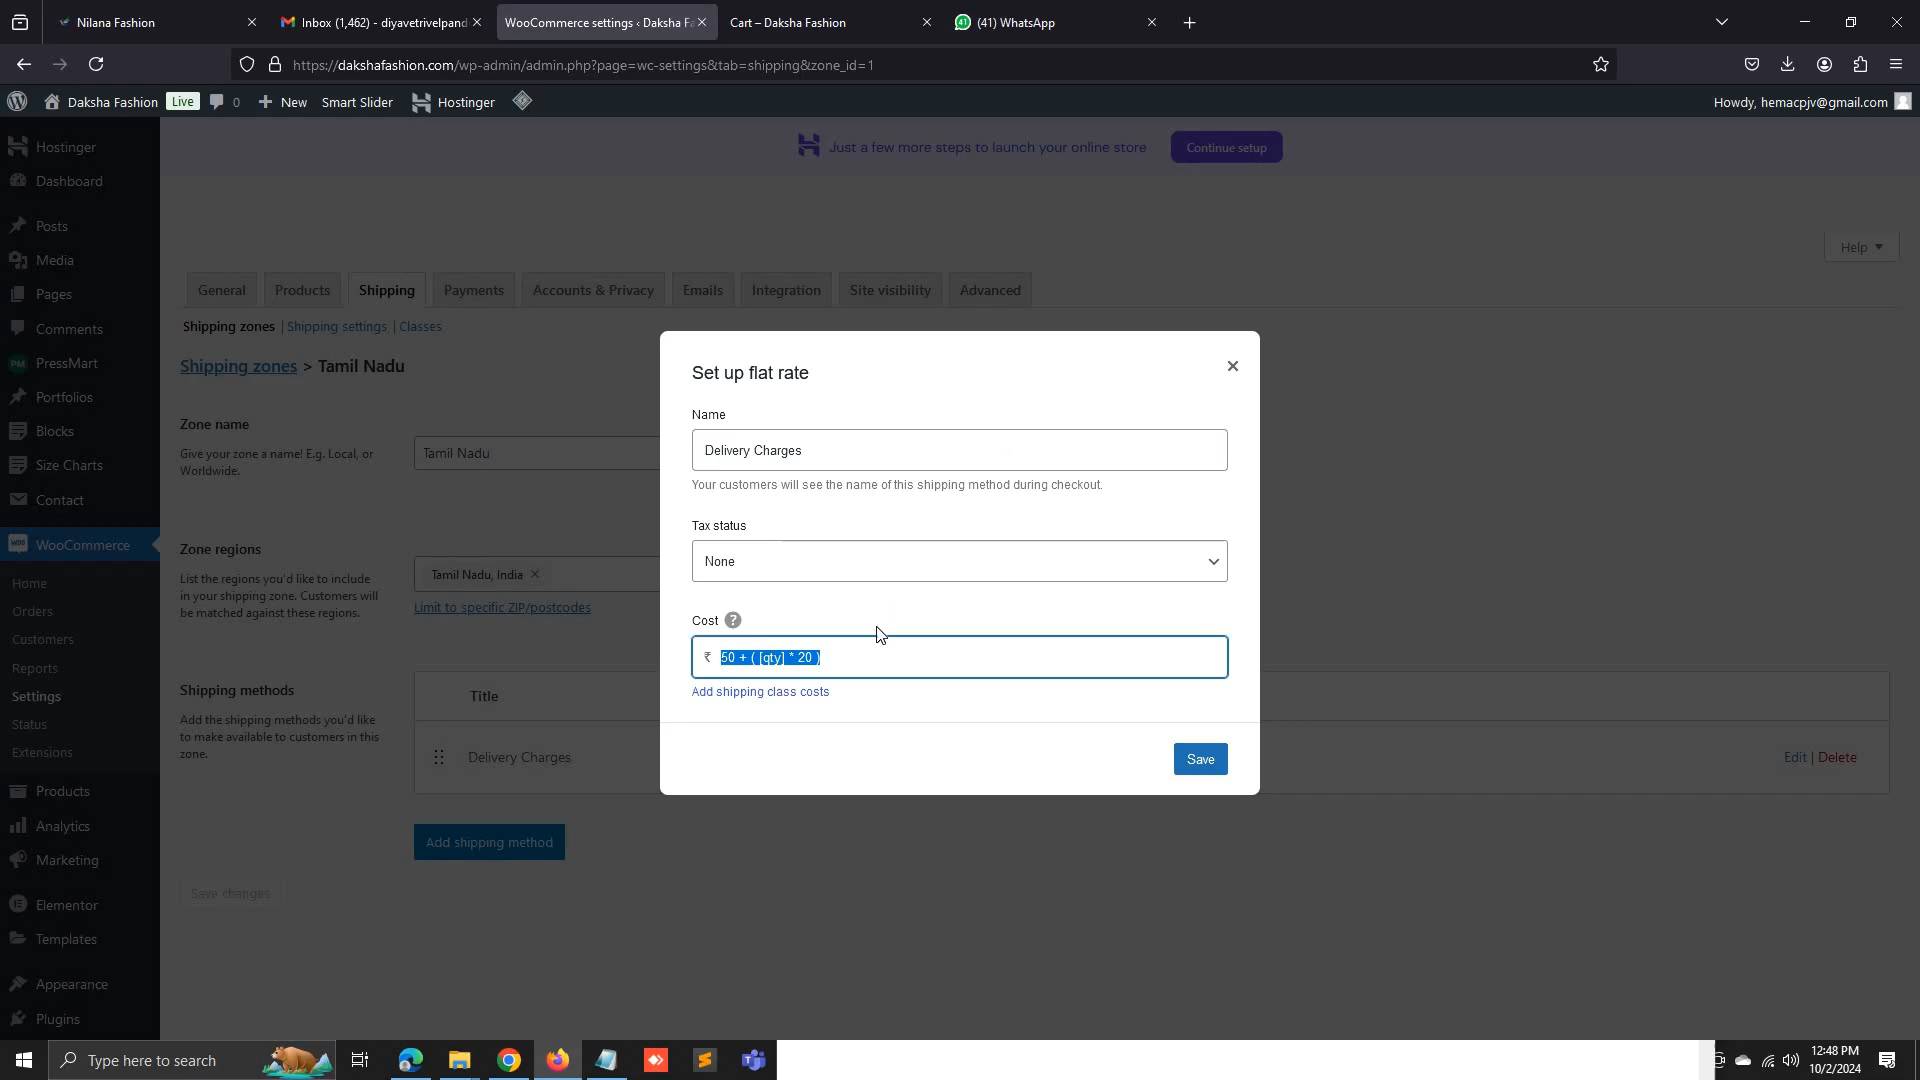 Nilana Fashion
Inbox (1,462) - diyavetrivelpand
WooCommerce settings ‹ Daksha Fa
Cart – Daksha Fashion
41
(41) WhatsApp
https://dakshafashion.com/wp-admin/admin.php?page=wc-settings&tab=shipping&zone_id=1
Daksha Fashion
Live
0
New
Smart Slider
Hostinger
Howdy, hemacpjv@gmail.com
Hostinger
Dashboard
Posts
Media
Pages
Comments
PM
PressMart
Portfolios
Blocks
Size Charts
Contact
WooCommerce
Home
Orders
Customers
Reports
Settings
Status
Extensions
Products
Analytics
Marketing
Elementor
Templates
Appearance
Plugins
Just a few more steps to launch your online store
Continue setup
Help
General
Products
Shipping
Payments
Accounts & Privacy
Emails
Integration
Site visibility
Advanced
Shipping zones | Shipping settings | Classes
Shipping zones > Tamil Nadu
Zone name
Give your zone a name! E.g. Local, or
Worldwide.
Tamil Nadu
Zone regions
List the regions you'd like to include
in your shipping zone. Customers will
be matched against these regions.
Tamil Nadu, India ×
Limit to specific ZIP/postcodes
Shipping methods
Add the shipping methods you'd like
to make available to customers in this
zone.
Title
Delivery Charges
Edit | Delete
Add shipping method
Save changes
Set up flat rate
Name
Delivery Charges
Your customers will see the name of this shipping method during checkout.
Tax status
None
Cost ?
₹ 50 + ( [qty] * 20 )
Add shipping class costs
Save
Type here to search
12:48 PM
10/2/2024